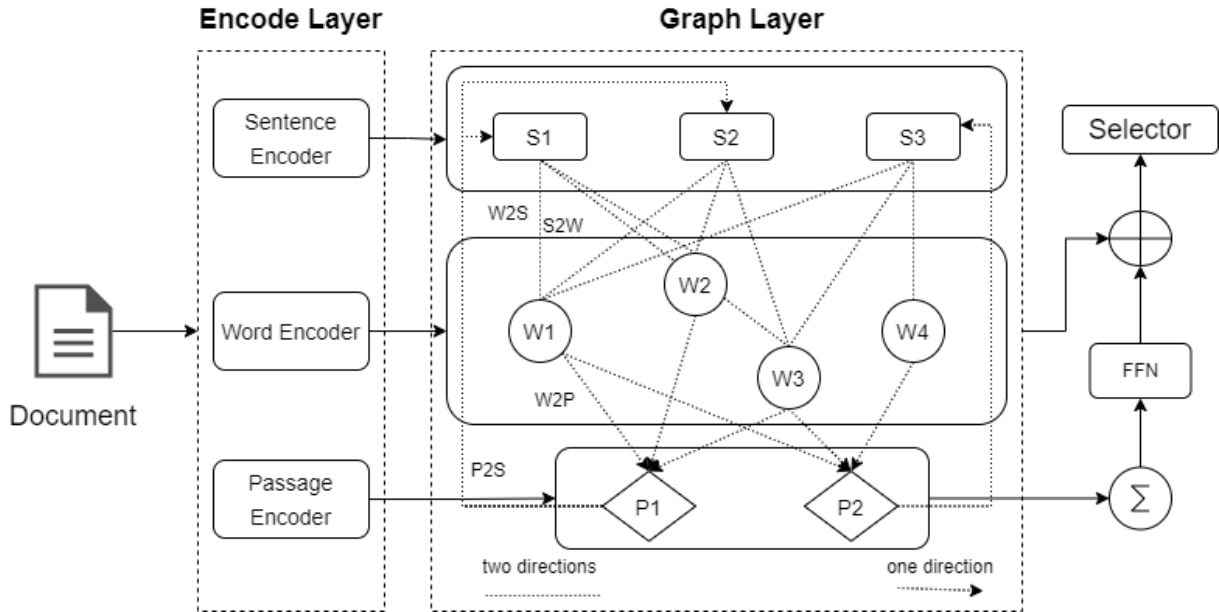 Encode Layer
Graph Layer
Sentence
Encoder
S1
S2
S3
Selector
W2S
S2W
W2
Word Encoder
W1
W4
W3
FFN
Document
W2P
P2S
Passage
Encoder
P1
P2
Σ
two directions
one direction